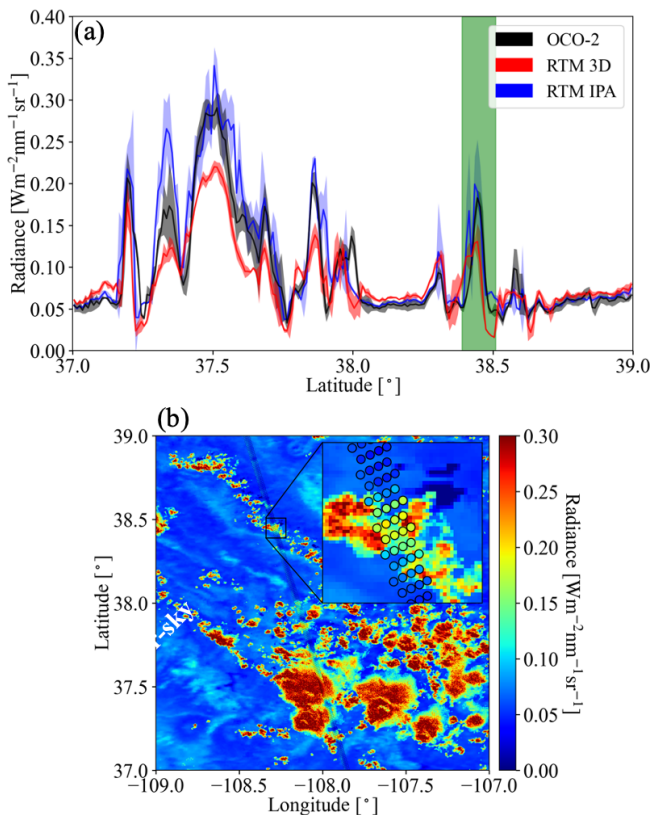 (a)
0.40
0.35
0.30
0.25
0.20
0.15
0.10
0.05
0.00
Radiance [Wm−2nm−1sr1]
OCO-2
RTM 3D
RTM IPA
37.0
37.5
38.0
38.5
39.0
Latitude [°]
(b)
39.0
38.5
38.0
37.5
37.0
Latitude [°]
r-sky
−109.0
−108.5
−108.0
−107.5
−107.0
Longitude [°]
0.30
0.25
0.20
0.15
0.10
0.05
0.00
Radiance [Wm−2nm−1sr−1]